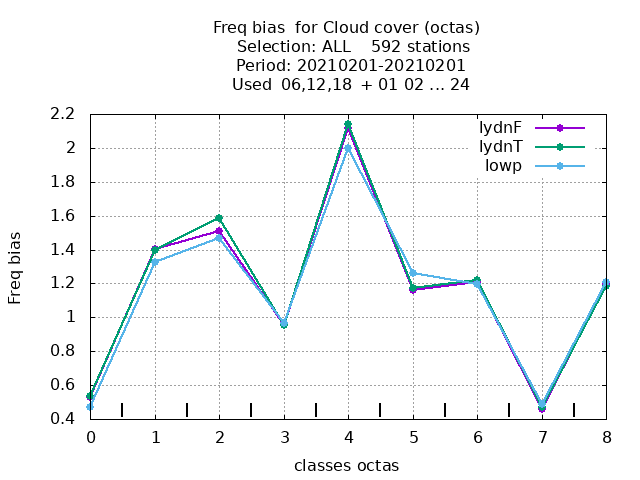 Freq bias  for Cloud cover (octas)
Selection: ALL    592 stations
Period: 20210201-20210201
Used  06,12,18  + 01 02 ... 24
lydnF
lydnT
lowp
2.2
2
1.8
1.6
1.4
1.2
1
0.8
0.6
0.4
Freq bias
0 1 2 3 4 5 6 7 8
classes octas